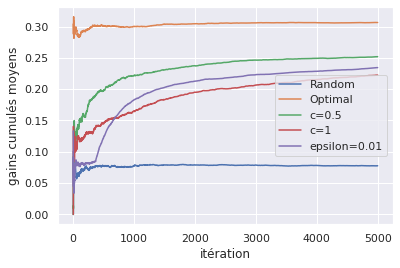 0.30
0.25
0.20
0.15
0.10
0.05
0.00
gains cumulés moyens
Random
Optimal
c=0.5
c=1
epsilon=0.01
0 1000 2000 3000 4000 5000
itération